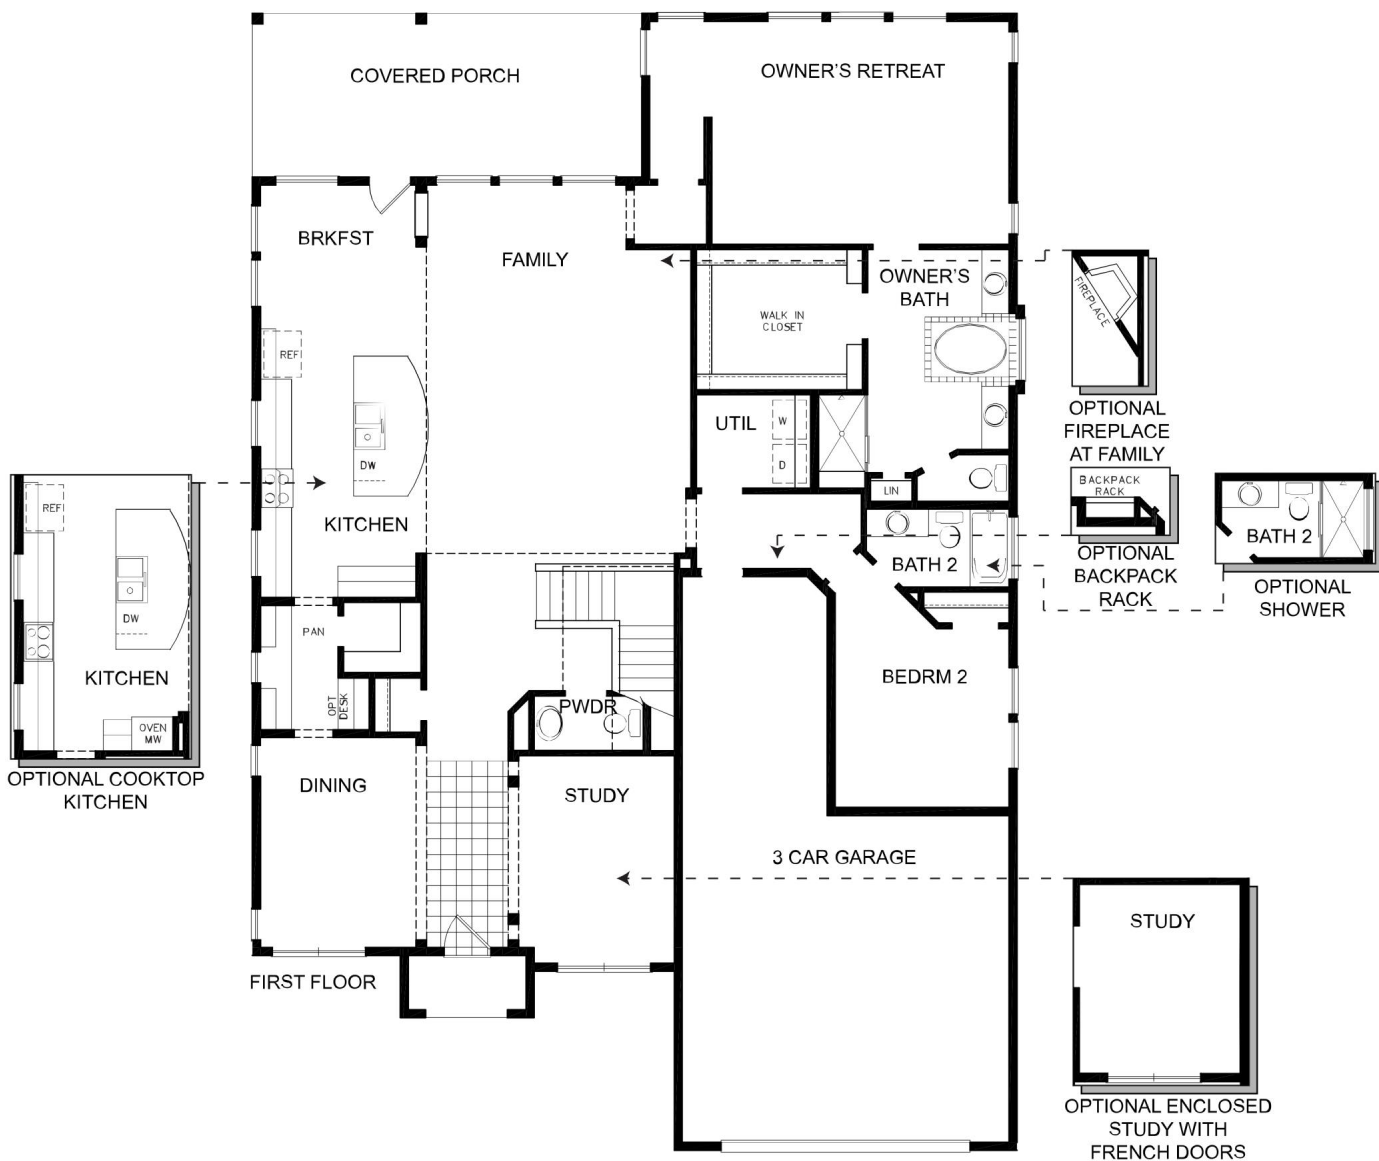 COVERED PORCH
OWNER'S RETREAT
BRKFST
FAMILY
OWNER'S
BATH
WALK IN
CLOSET
FIREPLACE
OPTIONAL
FIREPLACE
AT FAMILY
REF
DW
KITCHEN
UTIL
W
D
LIN
BATH 2
BACKPACK
RACK
OPTIONAL
BACKPACK
RACK
BATH 2
OPTIONAL
SHOWER
REF
DW
KITCHEN
OVEN
MW
OPTIONAL COOKTOP
KITCHEN
PAN
OPT
DESK
PWDR
BEDRM 2
DINING
STUDY
3 CAR GARAGE
FIRST FLOOR
STUDY
OPTIONAL ENCLOSED
STUDY WITH
FRENCH DOORS